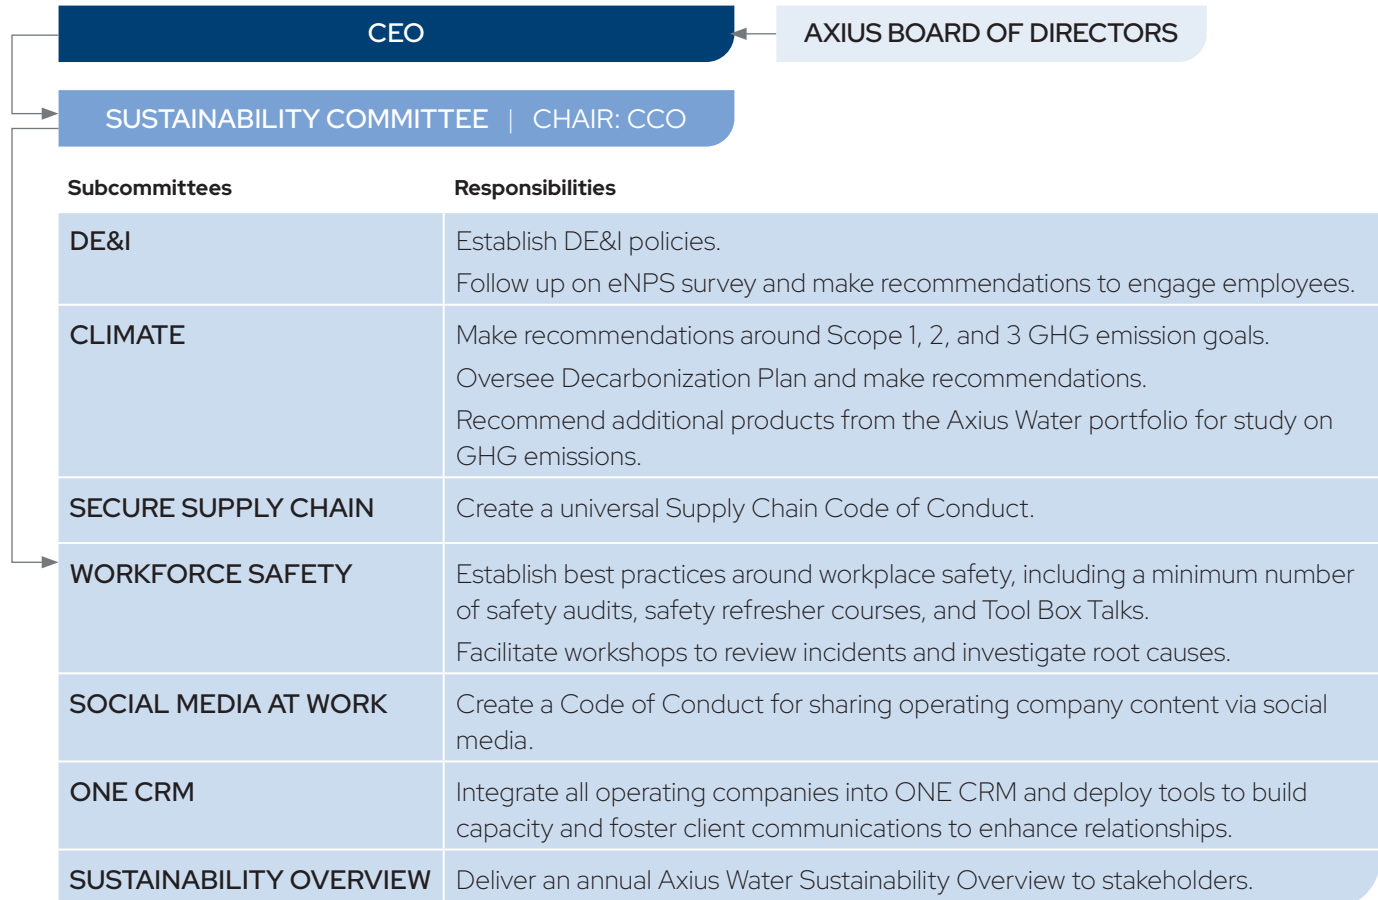 CEO
AXIUS BOARD OF DIRECTORS
SUSTAINABILITY COMMITTEE | CHAIR: CCO
Subcommittees
Responsibilities
DE&I
Establish DE&I policies.
Follow up on eNPS survey and make recommendations to engage employees.
CLIMATE
Make recommendations around Scope 1, 2, and 3 GHG emission goals.
Oversee Decarbonization Plan and make recommendations.
Recommend additional products from the Axius Water portfolio for study on
GHG emissions.
SECURE SUPPLY CHAIN
Create a universal Supply Chain Code of Conduct.
WORKFORCE SAFETY
Establish best practices around workplace safety, including a minimum number
of safety audits, safety refresher courses, and Tool Box Talks.
Facilitate workshops to review incidents and investigate root causes.
SOCIAL MEDIA AT WORK
Create a Code of Conduct for sharing operating company content via social
media.
ONE CRM
Integrate all operating companies into ONE CRM and deploy tools to build
capacity and foster client communications to enhance relationships.
SUSTAINABILITY OVERVIEW
Deliver an annual Axius Water Sustainability Overview to stakeholders.